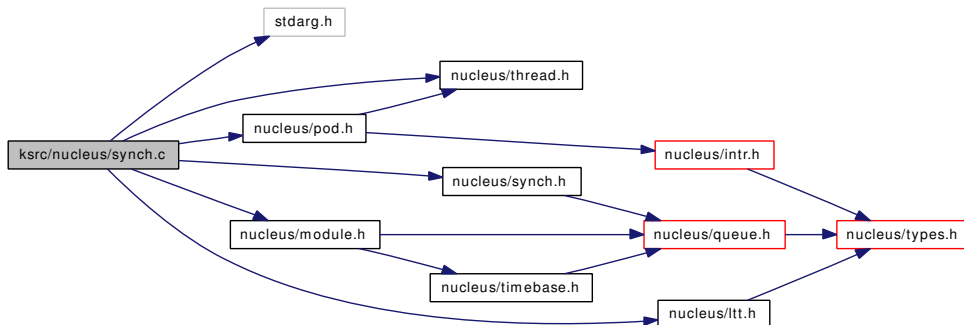 stdarg.h
nucleus/thread.h
nucleus/pod.h
ksrc/nucleus/synch.c
nucleus/intr.h
nucleus/synch.h
nucleus/module.h
nucleus/queue.h
nucleus/types.h
nucleus/timebase.h
nucleus/ltt.h